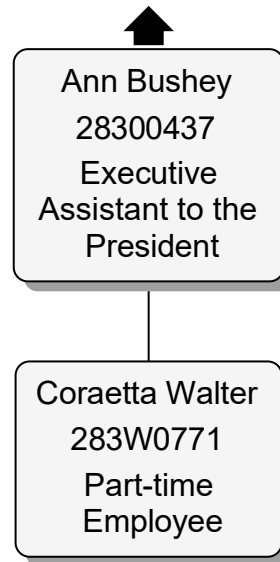 Ann Bushey
28300437
Executive
Assistant to the
President
Coraetta Walter
283W0771
Part-time
Employee